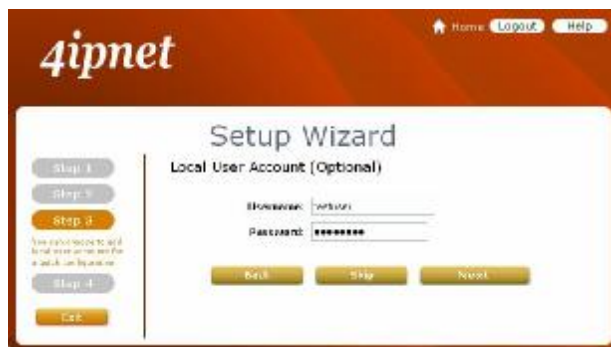 Home Logout Help
4ipnet
Setup Wizard
Local User Account (Optional)
Step 1
Step 2
Step 3
Step 4
Exit
Username:
Password: ••••••••
Back Skip Next